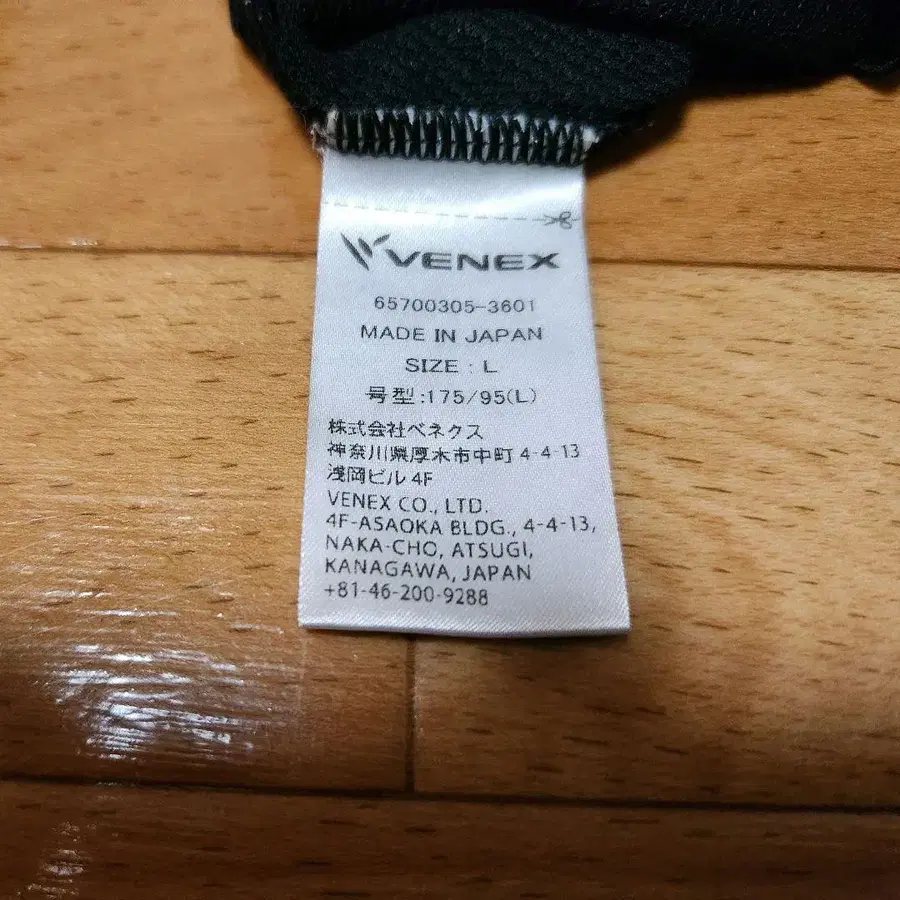 VENEX
65700305-3601
MADE IN JAPAN
SIZE : L
号型:175/95(L)
株式会社ベネクス
神奈川県厚木市中町 4-4-13
浅岡ビル 4F
VENEX CO., LTD.
4F-ASAOKA BLDG., 4-4-13,
NAKA-CHO, ATSUGI,
KANAGAWA, JAPAN
+81-46-200-9288